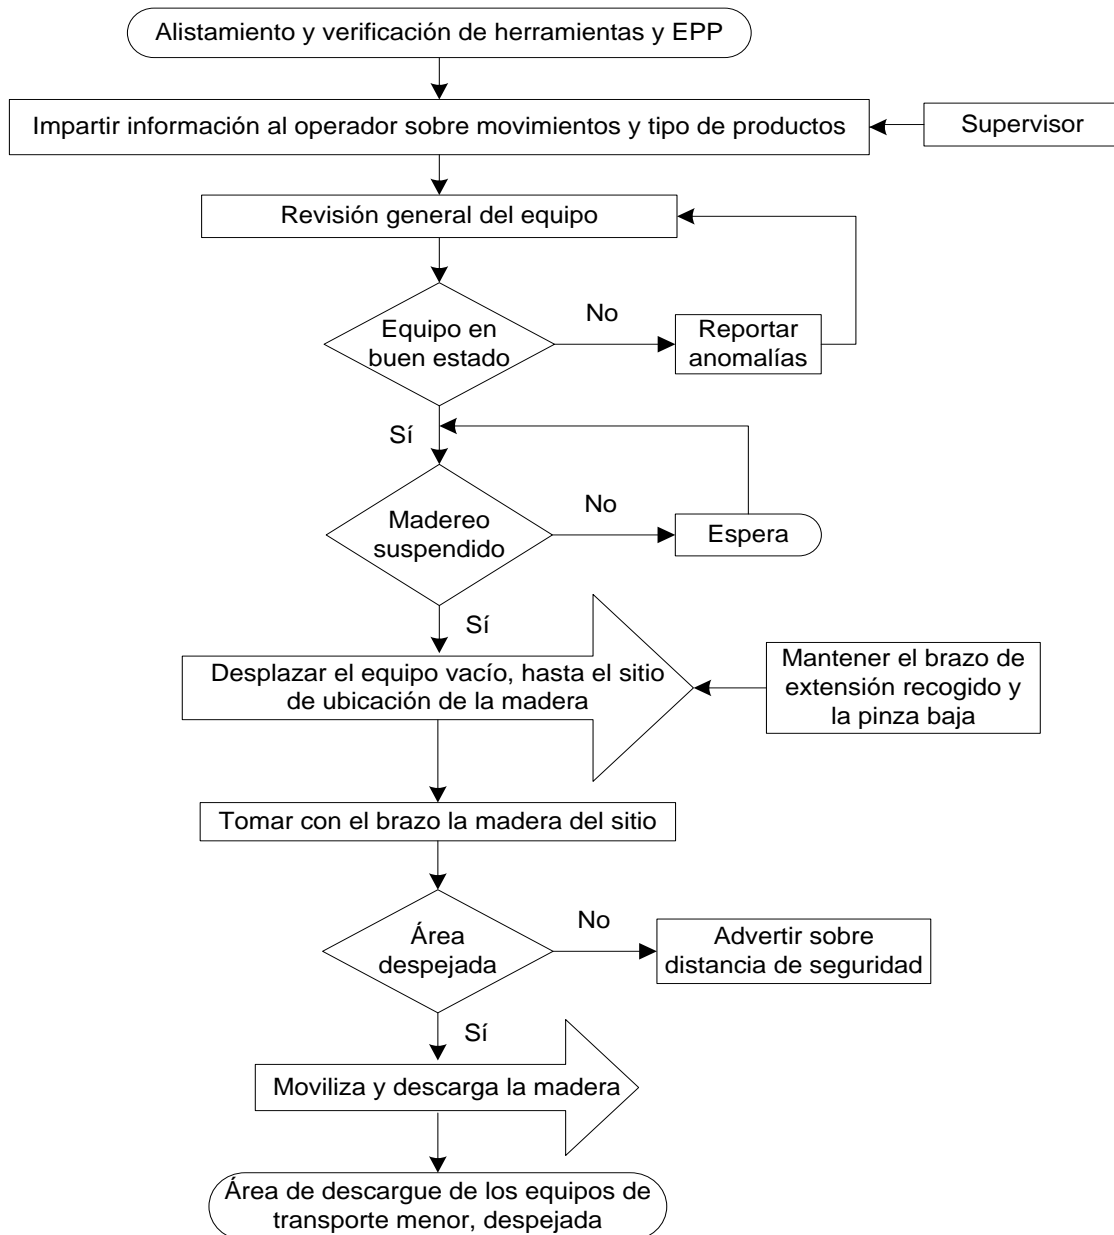 Alistamiento y verificación de herramientas y EPP
Impartir información al operador sobre movimientos y tipo de productos
Supervisor
Revisión general del equipo
Equipo en
buen estado
No
Reportar
anomalías
Sí
Madereo
suspendido
No
Espera
Sí
Desplazar el equipo vacío, hasta el sitio
de ubicación de la madera
Mantener el brazo de
extensión recogido y
la pinza baja
Tomar con el brazo la madera del sitio
Área
despejada
No
Advertir sobre
distancia de seguridad
Sí
Moviliza y descarga la madera
Área de descargue de los equipos de
transporte menor, despejada